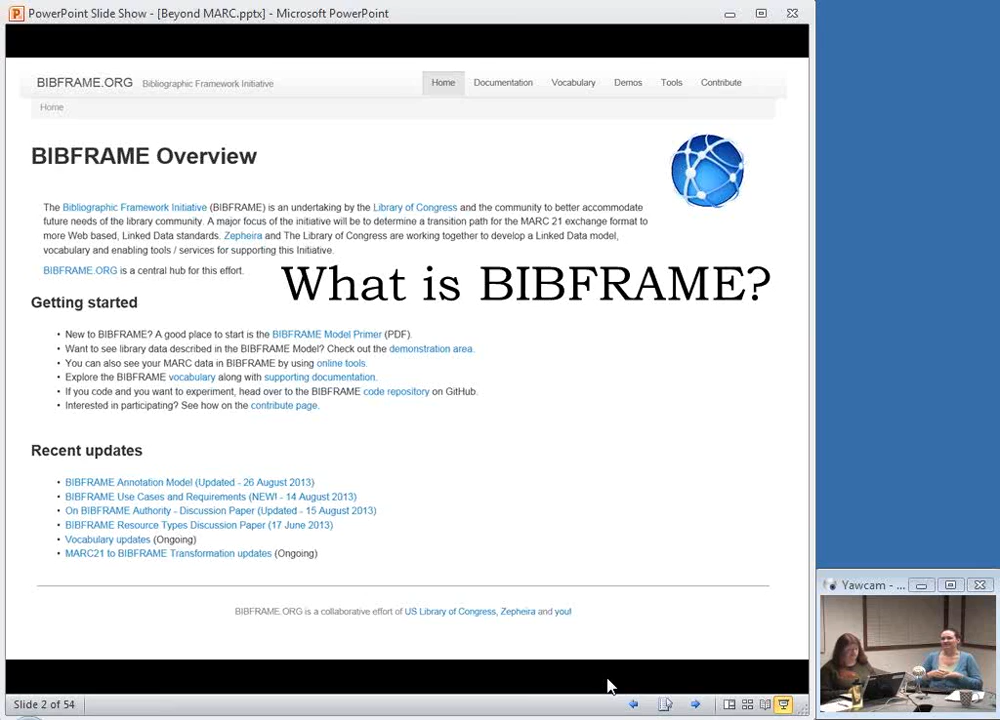 PowerPoint Slide Show - [Beyond MARC.pptx] - Microsoft PowerPoint
BIBFRAME.ORG Bibliographic Framework Initiative Home Documentation Vocabulary Demos Tools Contribute
Home
BIBFRAME Overview
The Bibliographic Framework Initiative (BIBFRAME) is an undertaking by the Library of Congress and the community to better accommodate
future needs of the library community. A major focus of the initiative will be to determine a transition path for the MARC 21 exchange format to
more Web based, Linked Data standards. Zepheira and The Library of Congress are working together to develop a Linked Data model,
vocabulary and enabling tools / services for supporting this Initiative.
BIBFRAME.ORG is a central hub for this effort.
What is BIBFRAME?
Getting started
• New to BIBFRAME? A good place to start is the BIBFRAME Model Primer (PDF).
• Want to see library data described in the BIBFRAME Model? Check out the demonstration area.
• You can also see your MARC data in BIBFRAME by using online tools.
• Explore the BIBFRAME vocabulary along with supporting documentation.
• If you code and you want to experiment, head over to the BIBFRAME code repository on GitHub.
• Interested in participating? See how on the contribute page.
Recent updates
• BIBFRAME Annotation Model (Updated - 26 August 2013)
• BIBFRAME Use Cases and Requirements (NEW! - 14 August 2013)
• On BIBFRAME Authority - Discussion Paper (Updated - 15 August 2013)
• BIBFRAME Resource Types Discussion Paper (17 June 2013)
• Vocabulary updates (Ongoing)
• MARC21 to BIBFRAME Transformation updates (Ongoing)
BIBFRAME.ORG is a collaborative effort of US Library of Congress, Zepheira and you!
Yawcam - ...
Slide 2 of 54